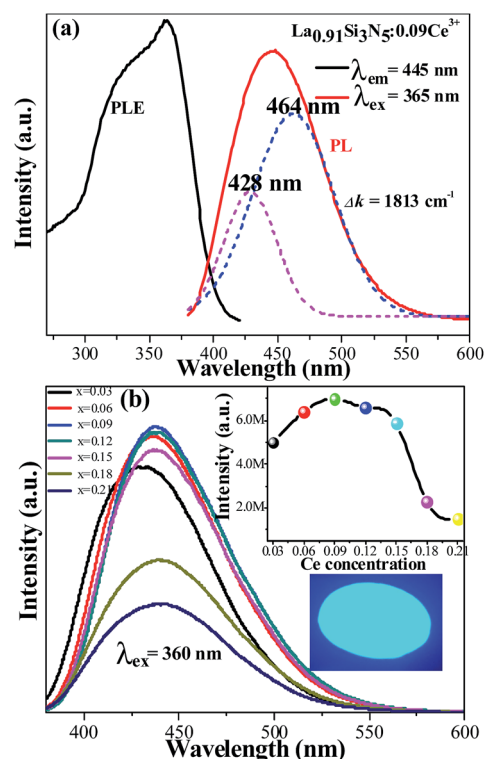 (a)
La0.91Si3N5:0.09Ce3+
λem = 445 nm
λex = 365 nm
PLE
464 nm
PL
428 nm
Δk = 1813 cm-1
Intensity (a.u.)
300 350 400 450 500 550 600
Wavelength (nm)
(b)
x=0.03
x=0.06
x=0.09
x=0.12
x=0.15
x=0.18
x=0.21
Intensity (a.u.)
6.0M
4.0M
2.0M
0.03 0.06 0.09 0.12 0.15 0.18 0.21
Ce concentration
λex = 360 nm
Intensity (a.u.)
400 450 500 550 600
Wavelength (nm)